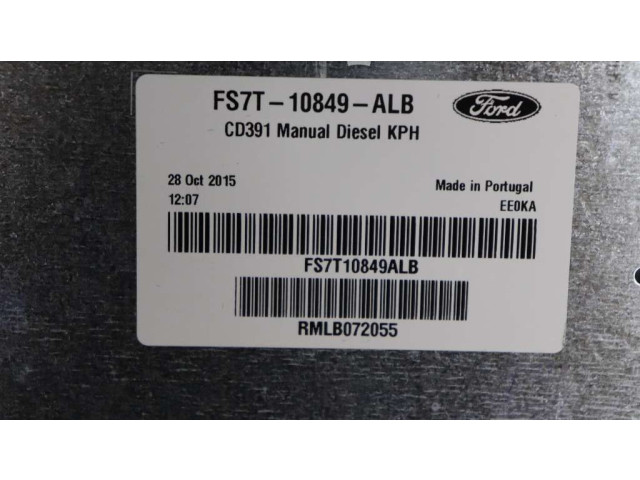 FS7T-10849-ALB Ford
CD391 Manual Diesel KPH
28 Oct 2015 Made in Portugal
12:07 EE0KA
FS7T10849ALB
RMLB072055